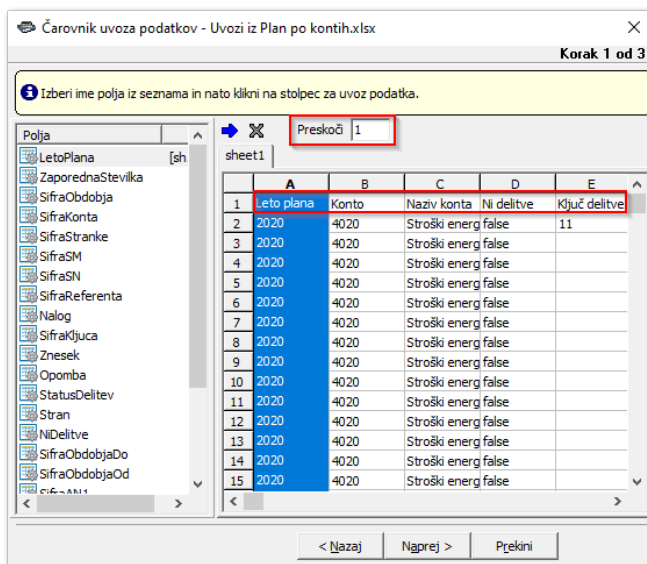 Čarovnik uvoza podatkov - Uvozi iz Plan po kontih.xlsx
Korak 1 od 3
Izberi ime polja iz seznama in nato klikni na stolpec za uvoz podatka.
Polja
Preskoči 1
LetoPlana [sh
sheet1
ZaporednaStevilka
SifraObdobja
SifraKonta
SifraStranke
SifraSM
SifraSN
SifraReferenta
Nalog
SifraKljuca
Znesek
Opomba
StatusDelitev
Stran
NiDelitve
SifraObdobjaDo
SifraObdobjaOd
SifraAN1
A B C D E
1 Leto plana Konto Naziv konta Ni delitve Ključ delitve
2 2020 4020 Stroški energ false 11
3 2020 4020 Stroški energ false
4 2020 4020 Stroški energ false
5 2020 4020 Stroški energ false
6 2020 4020 Stroški energ false
7 2020 4020 Stroški energ false
8 2020 4020 Stroški energ false
9 2020 4020 Stroški energ false
10 2020 4020 Stroški energ false
11 2020 4020 Stroški energ false
12 2020 4020 Stroški energ false
13 2020 4020 Stroški energ false
14 2020 4020 Stroški energ false
15 2020 4020 Stroški energ false
< Nazaj Naprej > Prekini